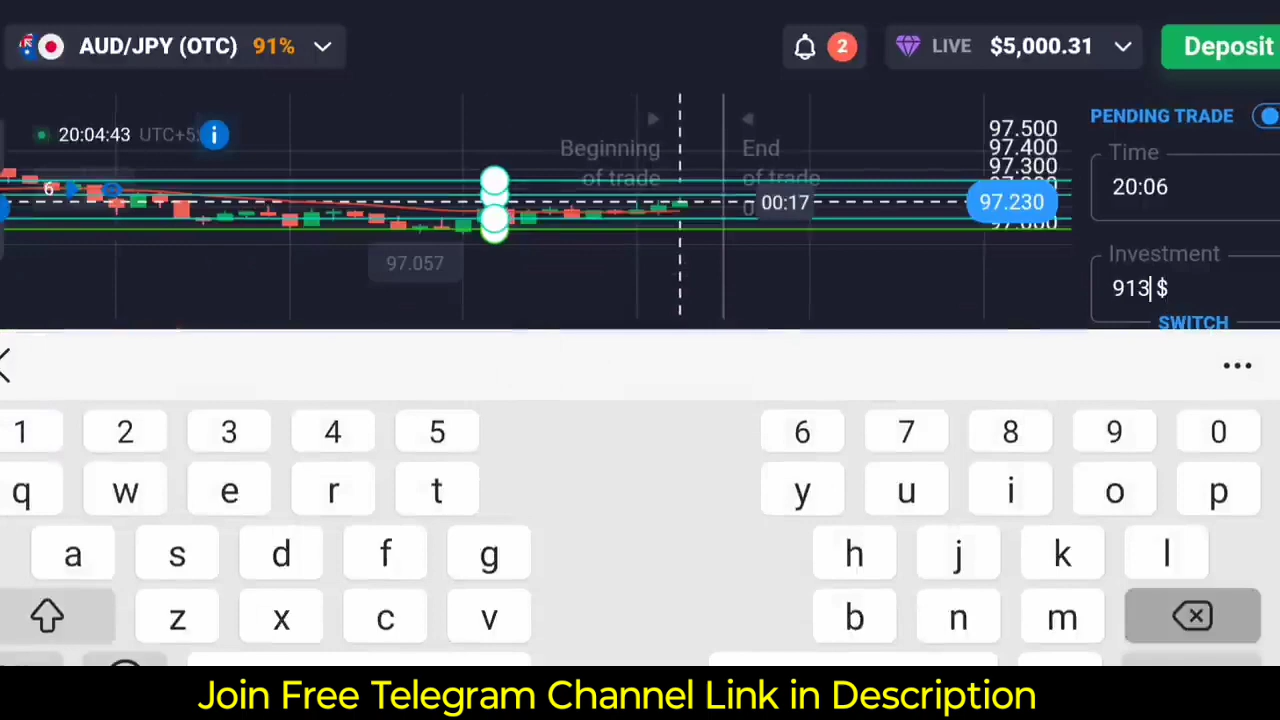 AUD/JPY (OTC) 91%
2
LIVE $5,000.31
Deposit
20:04:43 UTC+5:
i
6
Beginning
of trade
End
of trade
00:17
97.057
97.500
97.400
97.300
97.230
PENDING TRADE
Time
20:06
Investment
913 $
SWITCH
1 2 3 4 5 6 7 8 9 0
q w e r t y u i o p
a s d f g h j k l
z x c v b n m
Join Free Telegram Channel Link in Description